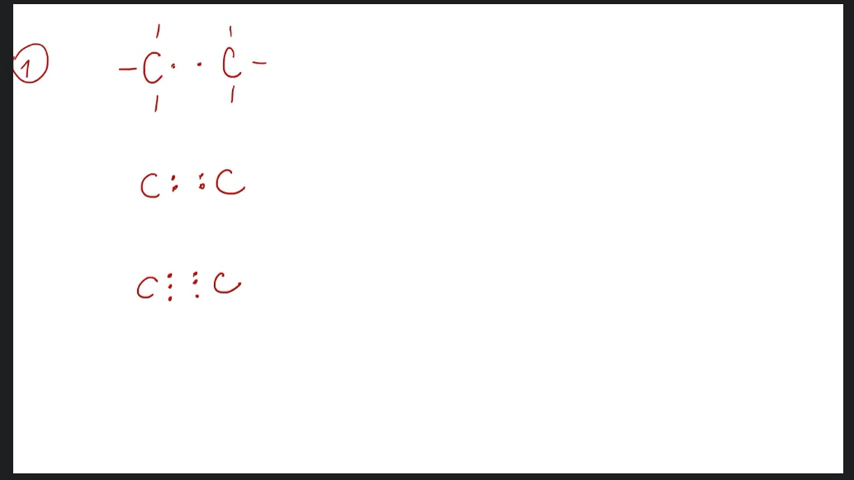 ① –C· ·C–
C: :C
C⋮ ⋮C